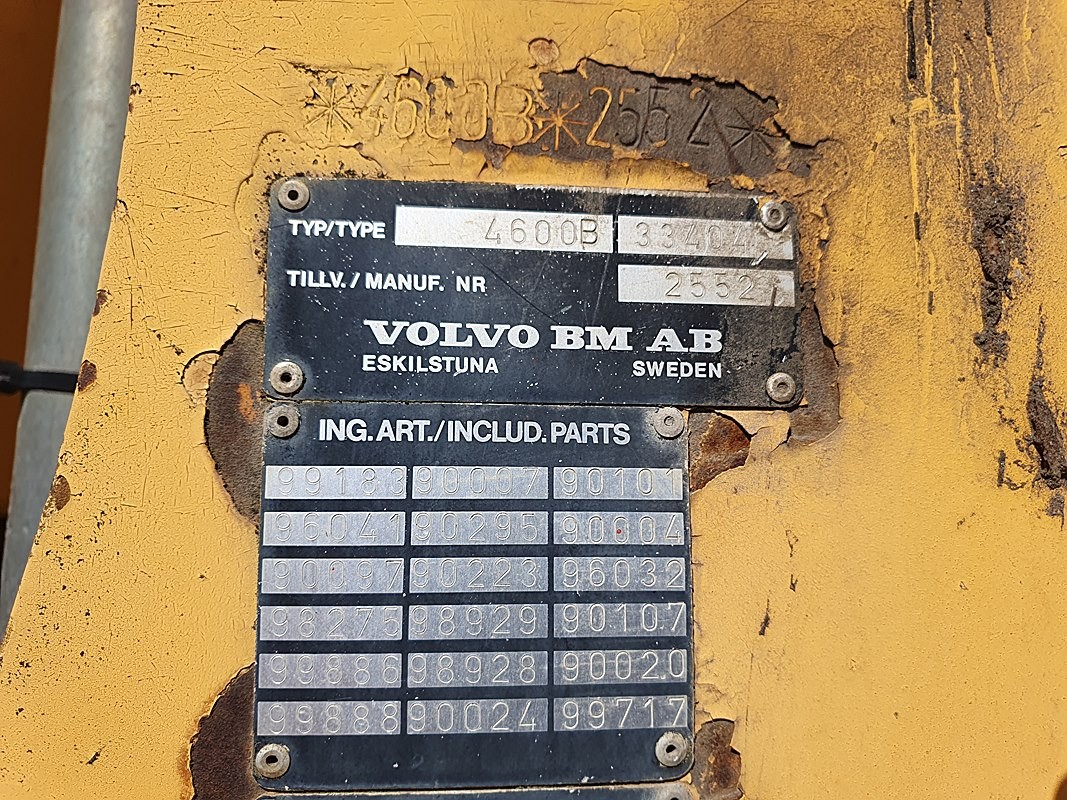 *4600B*2552*
TYP/TYPE 4600B 33404
TILLV./MANUF. NR 2552
VOLVO BM AB
ESKILSTUNA SWEDEN
ING.ART./INCLUD.PARTS
99183 90007 90101
96041 90295 90004
90097 90223 96032
98275 98929 90107
99886 98928 90020
99888 90024 99717